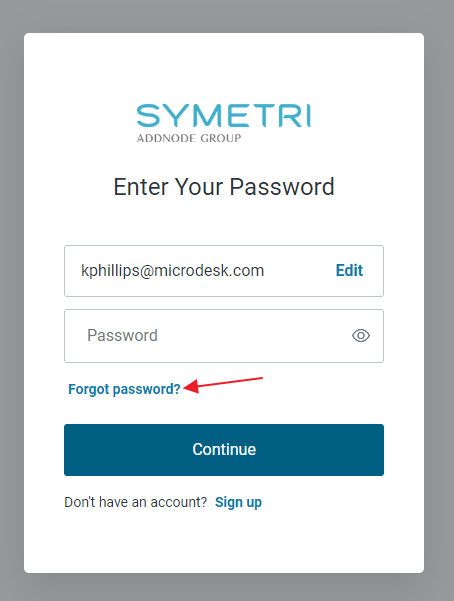 SYMETRI
ADDNODE GROUP
Enter Your Password
kphillips@microdesk.com Edit
Password
Forgot password?
Continue
Don't have an account? Sign up